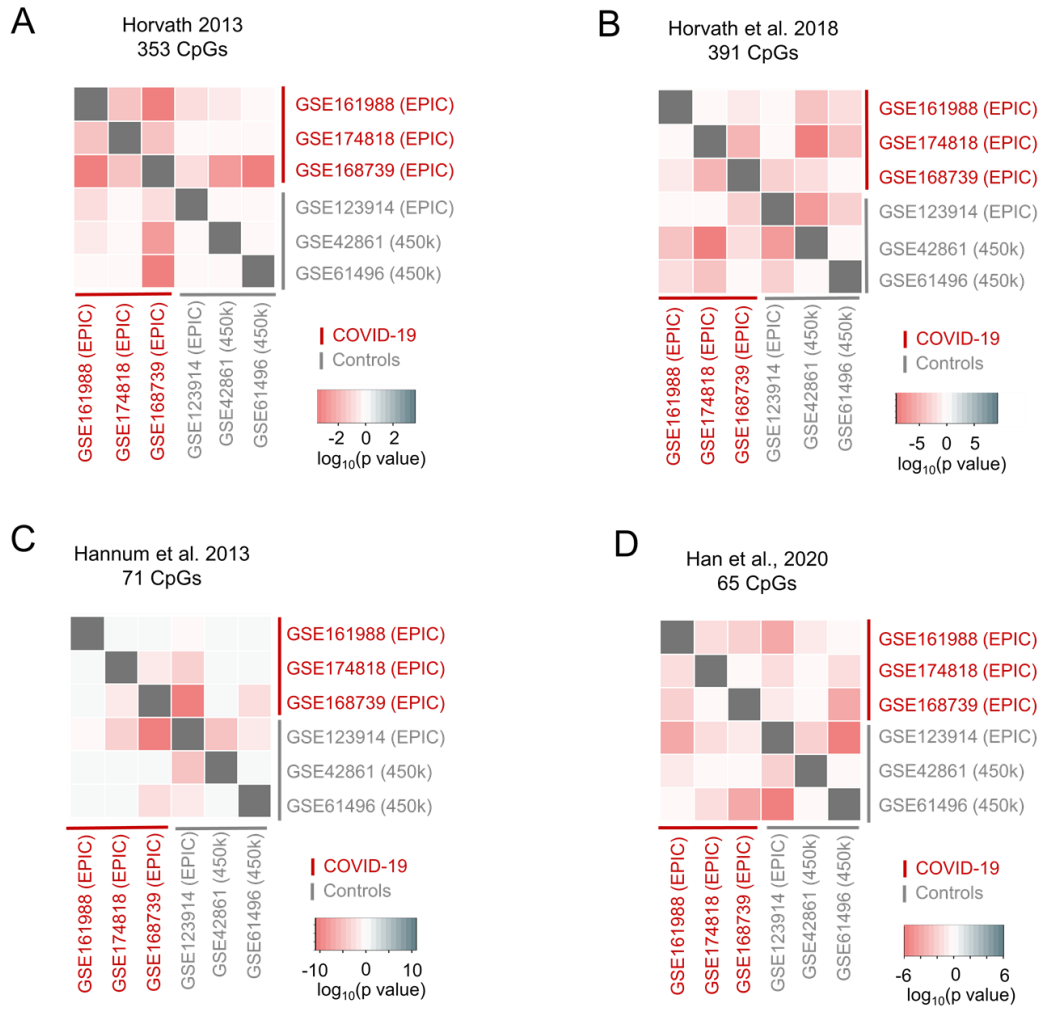 A
Horvath 2013
353 CpGs
GSE161988 (EPIC)
GSE174818 (EPIC)
GSE168739 (EPIC)
GSE123914 (EPIC)
GSE42861 (450k)
GSE61496 (450k)
GSE161988 (EPIC)
GSE174818 (EPIC)
GSE168739 (EPIC)
GSE123914 (EPIC)
GSE42861 (450k)
GSE61496 (450k)
COVID-19
Controls
-2 0 2
log10(p value)
B
Horvath et al. 2018
391 CpGs
GSE161988 (EPIC)
GSE174818 (EPIC)
GSE168739 (EPIC)
GSE123914 (EPIC)
GSE42861 (450k)
GSE61496 (450k)
GSE161988 (EPIC)
GSE174818 (EPIC)
GSE168739 (EPIC)
GSE123914 (EPIC)
GSE42861 (450k)
GSE61496 (450k)
COVID-19
Controls
-5 0 5
log10(p value)
C
Hannum et al. 2013
71 CpGs
GSE161988 (EPIC)
GSE174818 (EPIC)
GSE168739 (EPIC)
GSE123914 (EPIC)
GSE42861 (450k)
GSE61496 (450k)
GSE161988 (EPIC)
GSE174818 (EPIC)
GSE168739 (EPIC)
GSE123914 (EPIC)
GSE42861 (450k)
GSE61496 (450k)
COVID-19
Controls
-10 0 10
log10(p value)
D
Han et al., 2020
65 CpGs
GSE161988 (EPIC)
GSE174818 (EPIC)
GSE168739 (EPIC)
GSE123914 (EPIC)
GSE42861 (450k)
GSE61496 (450k)
GSE161988 (EPIC)
GSE174818 (EPIC)
GSE168739 (EPIC)
GSE123914 (EPIC)
GSE42861 (450k)
GSE61496 (450k)
COVID-19
Controls
-6 0 6
log10(p value)